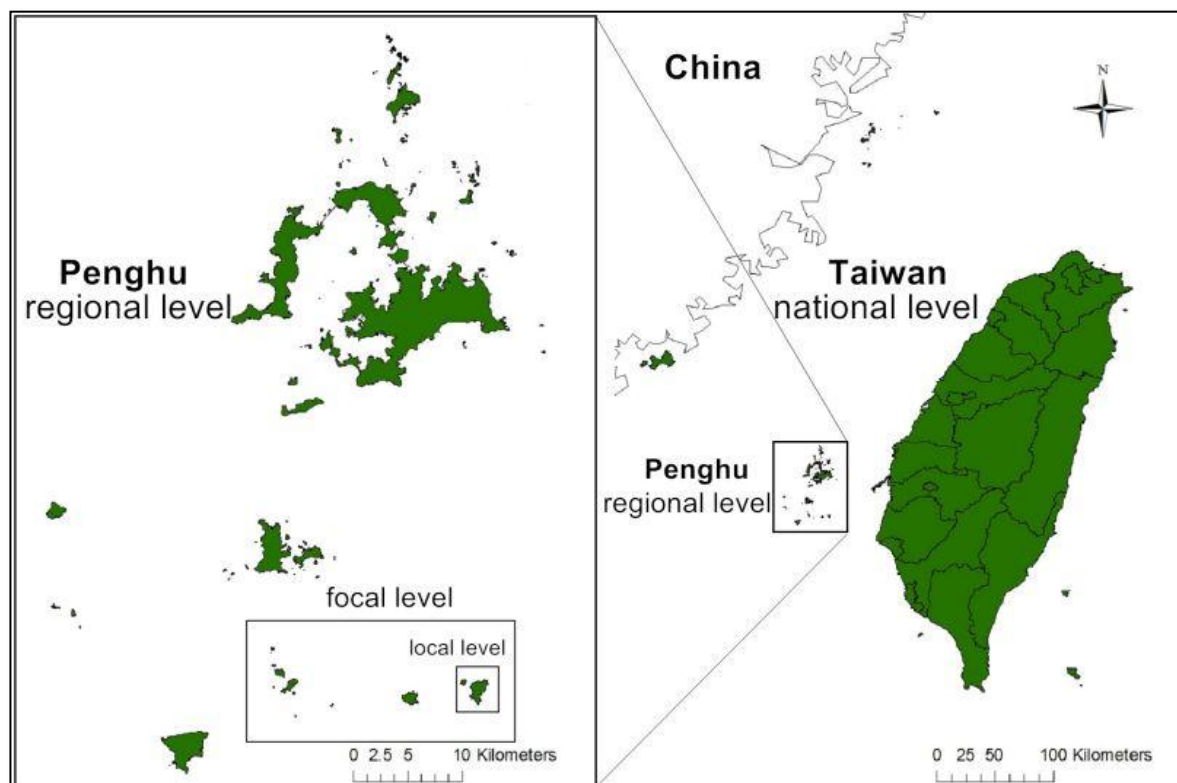 Penghu
regional level
focal level
local level
0 2.5 5 10 Kilometers
China
N
Taiwan
national level
Penghu
regional level
0 25 50 100 Kilometers